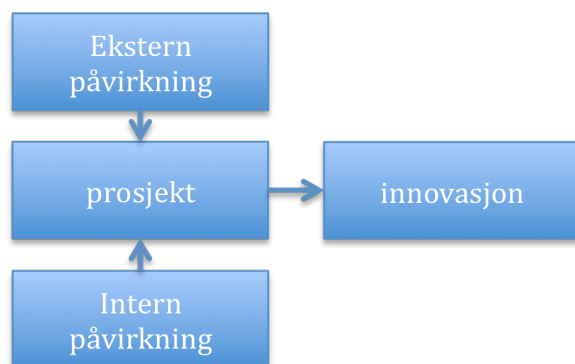 Ekstern
påvirkning
prosjekt
innovasjon
Intern
påvirkning